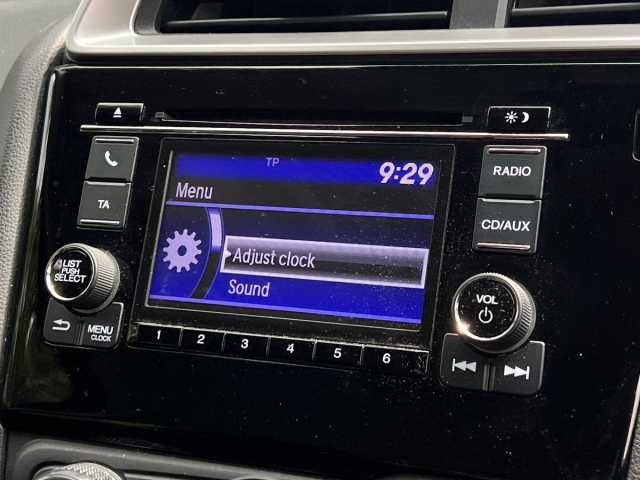 TP
9:29
Menu
Adjust clock
Sound
TA
LIST
PUSH
SELECT
MENU
CLOCK
1 2 3 4 5 6
RADIO
CD/AUX
VOL